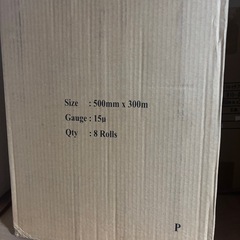 Size : 500mm x 300m
Gauge : 15u
Qty : 8 Rolls
P